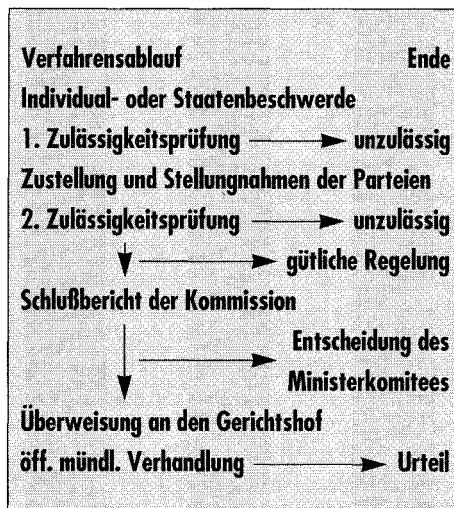 Verfahrensablauf Ende
Individual- oder Staatenbeschwerde
1. Zulässigkeitsprüfung unzulässig
Zustellung und Stellungnahmen der Parteien
2. Zulässigkeitsprüfung unzulässig
gütliche Regelung
Schlußbericht der Kommission
Entscheidung des
Ministerkomitees
Überweisung an den Gerichtshof
öff. mündl. Verhandlung Urteil